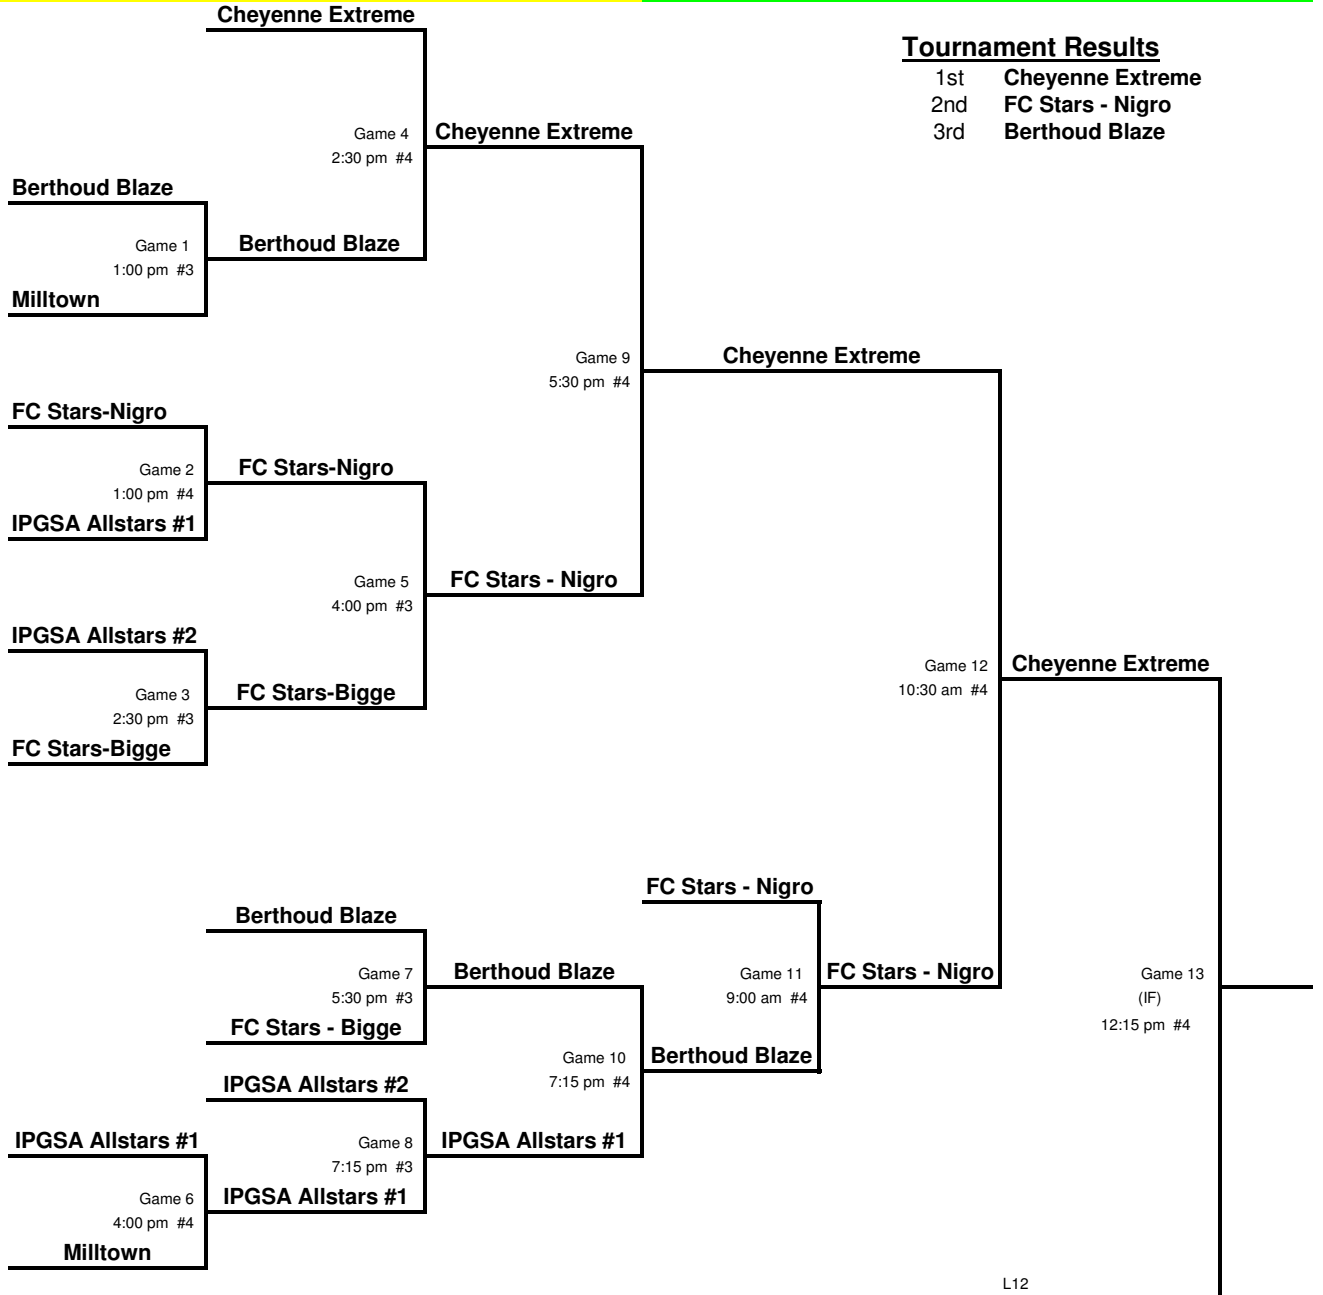 Cheyenne Extreme
Tournament Results
1st Cheyenne Extreme
2nd FC Stars - Nigro
3rd Berthoud Blaze
Game 4 Cheyenne Extreme
2:30 pm #4
Berthoud Blaze
Game 1 Berthoud Blaze
1:00 pm #3
Milltown
Game 9 Cheyenne Extreme
5:30 pm #4
FC Stars-Nigro
Game 2 FC Stars-Nigro
1:00 pm #4
IPGSA Allstars #1
Game 5 FC Stars - Nigro
4:00 pm #3
IPGSA Allstars #2
Game 12 Cheyenne Extreme
10:30 am #4
Game 3 FC Stars-Bigge
2:30 pm #3
FC Stars-Bigge
FC Stars - Nigro
Berthoud Blaze
Game 7 Berthoud Blaze
5:30 pm #3
Game 11 FC Stars - Nigro
9:00 am #4
Game 13
(IF)
12:15 pm #4
FC Stars - Bigge
Game 10 Berthoud Blaze
7:15 pm #4
IPGSA Allstars #2
IPGSA Allstars #1
Game 8 IPGSA Allstars #1
7:15 pm #3
Game 6 IPGSA Allstars #1
4:00 pm #4
Milltown
L12